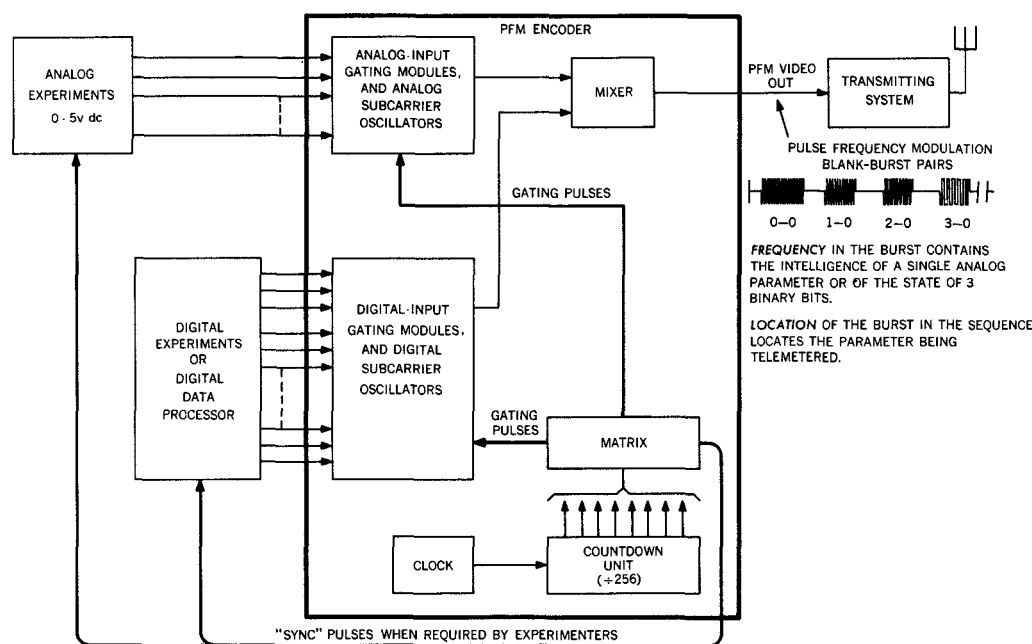 PFM ENCODER
ANALOG
EXPERIMENTS
0 - 5v dc
ANALOG-INPUT
GATING MODULES,
AND ANALOG
SUBCARRIER
OSCILLATORS
MIXER
PFM VIDEO
OUT
TRANSMITTING
SYSTEM
PULSE FREQUENCY MODULATION
BLANK-BURST PAIRS
0–0 1–0 2–0 3–0
FREQUENCY IN THE BURST CONTAINS
THE INTELLIGENCE OF A SINGLE ANALOG
PARAMETER OR OF THE STATE OF 3
BINARY BITS.
LOCATION OF THE BURST IN THE SEQUENCE
LOCATES THE PARAMETER BEING
TELEMETERED.
GATING PULSES
DIGITAL
EXPERIMENTS
OR
DIGITAL
DATA
PROCESSOR
DIGITAL-INPUT
GATING MODULES,
AND DIGITAL
SUBCARRIER
OSCILLATORS
GATING
PULSES
MATRIX
CLOCK
COUNTDOWN
UNIT
(÷256)
"SYNC" PULSES WHEN REQUIRED BY EXPERIMENTERS